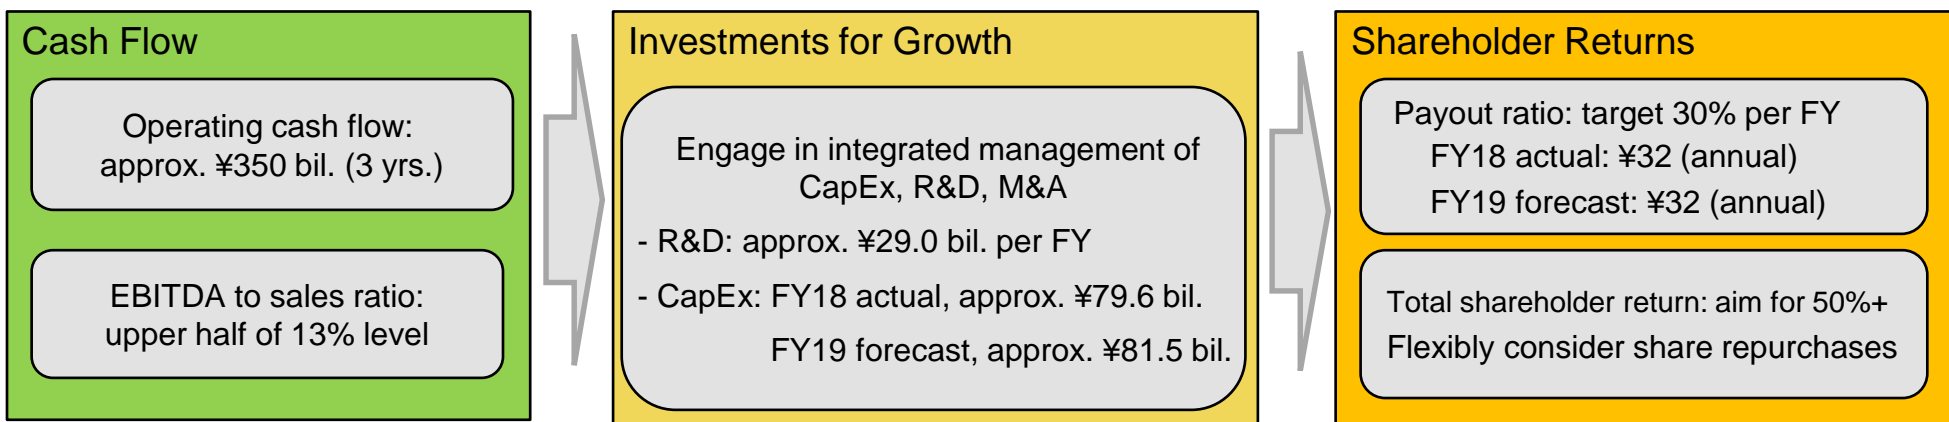 Cash Flow
Operating cash flow:
approx. ¥350 bil. (3 yrs.)
EBITDA to sales ratio:
upper half of 13% level
Investments for Growth
Engage in integrated management of
CapEx, R&D, M&A
- R&D: approx. ¥29.0 bil. per FY
- CapEx: FY18 actual, approx. ¥79.6 bil.
FY19 forecast, approx. ¥81.5 bil.
Shareholder Returns
Payout ratio: target 30% per FY
FY18 actual: ¥32 (annual)
FY19 forecast: ¥32 (annual)
Total shareholder return: aim for 50%+
Flexibly consider share repurchases